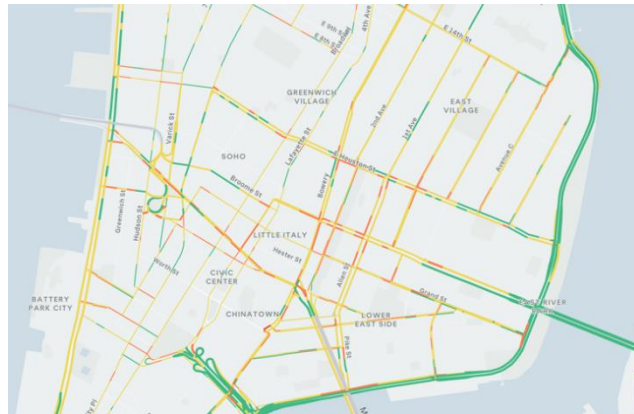 E 9th St
E 8th St
Broadway
4th Ave
E 14th St
GREENWICH
VILLAGE
2nd Ave
1st Ave
EAST
VILLAGE
Avenue C
Varick St
SOHO
Lafayette St
E Houston St
Bowery
Broome St
Greenwich St
Hudson St
LITTLE ITALY
Hester St
Worth St
CIVIC
CENTER
Allen St
Grand St
BATTERY
PARK CITY
CHINATOWN
LOWER
EAST SIDE
EAST RIVER
Pike St